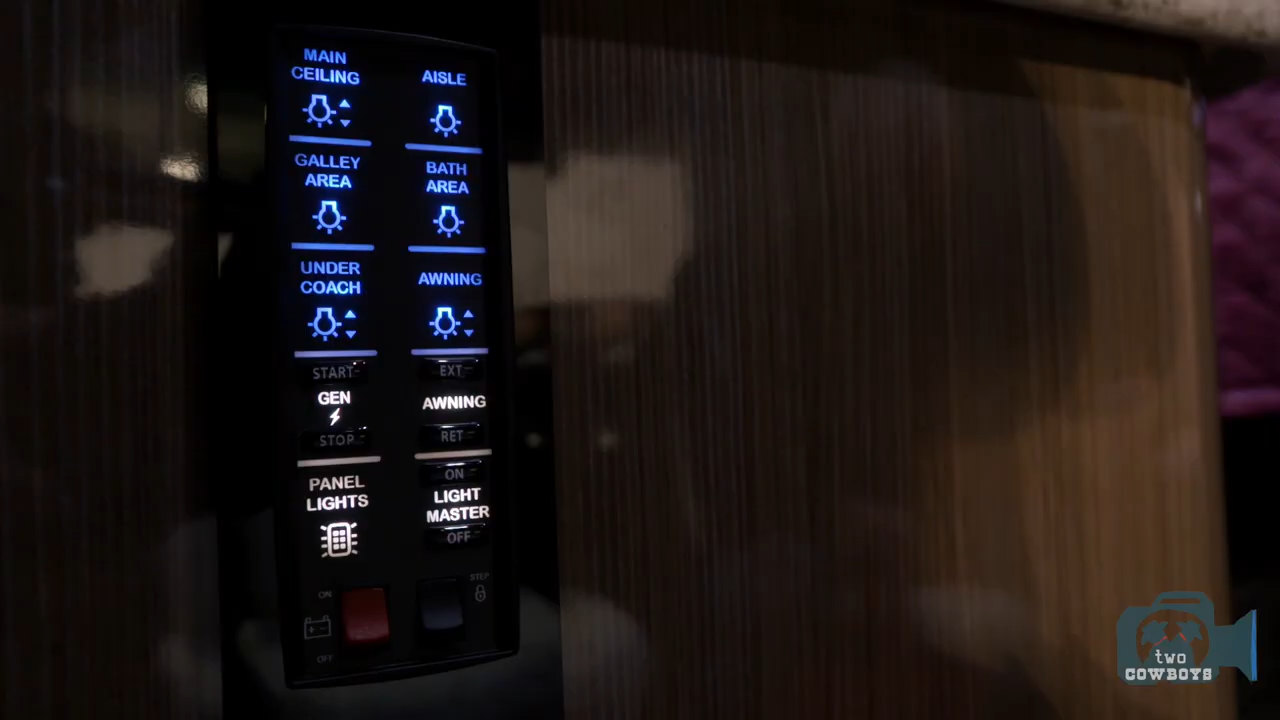 MAIN
CEILING
AISLE
GALLEY
AREA
BATH
AREA
UNDER
COACH
AWNING
START
GEN
STOP
EXT
AWNING
RET
PANEL
LIGHTS
ON
LIGHT
MASTER
OFF
ON
OFF
STEP
two
COWBOYS